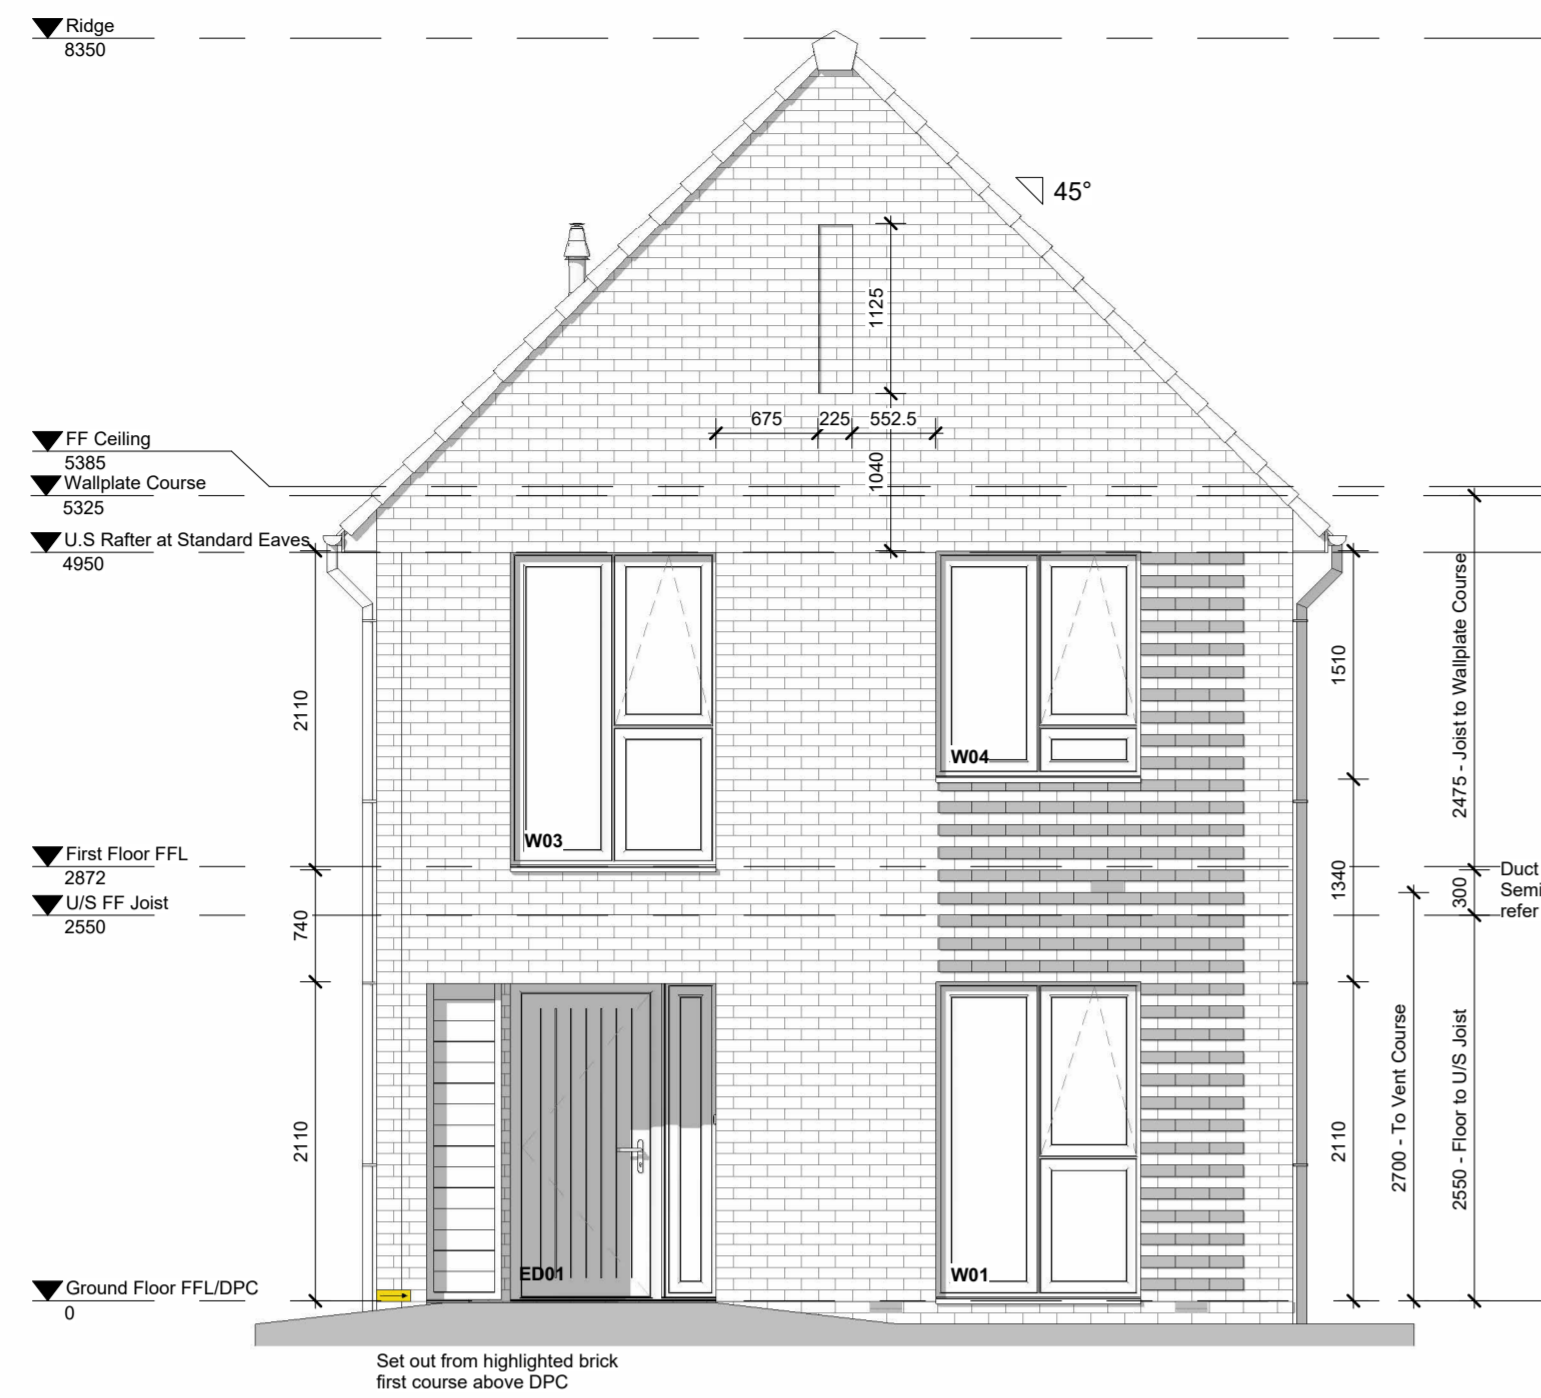 Ridge
8350
45°
1125
675
225
552.5
1040
FF Ceiling
5385
Wallplate Course
5325
U.S Rafter at Standard Eaves
4950
2110
W03
W04
1510
2475 - Joist to Wallplate Course
First Floor FFL
2872
U/S FF Joist
2550
740
1340
300
Duct
Semi
refer
2110
ED01
W01
2110
2700 - To Vent Course
2550 - Floor to U/S Joist
Ground Floor FFL/DPC
0
Set out from highlighted brick
first course above DPC